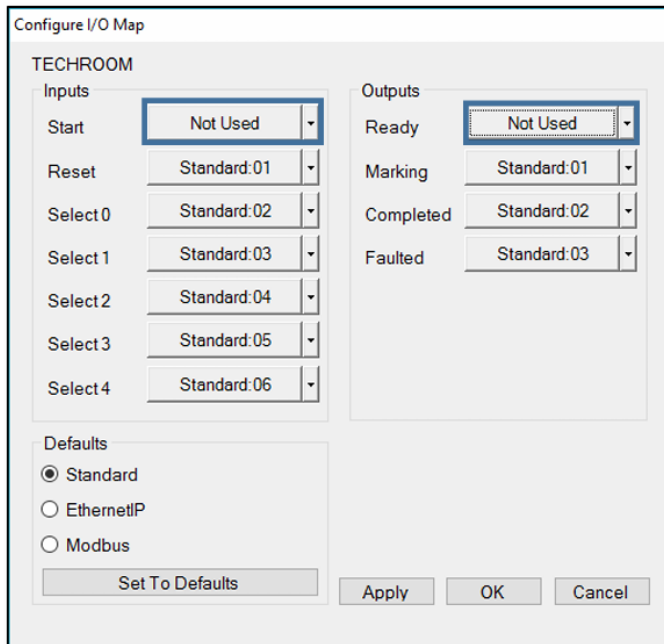 Configure I/O Map
TECHROOM
Inputs
Start Not Used
Reset Standard:01
Select 0 Standard:02
Select 1 Standard:03
Select 2 Standard:04
Select 3 Standard:05
Select 4 Standard:06
Outputs
Ready Not Used
Marking Standard:01
Completed Standard:02
Faulted Standard:03
Defaults
Standard
EthernetIP
Modbus
Set To Defaults
Apply OK Cancel